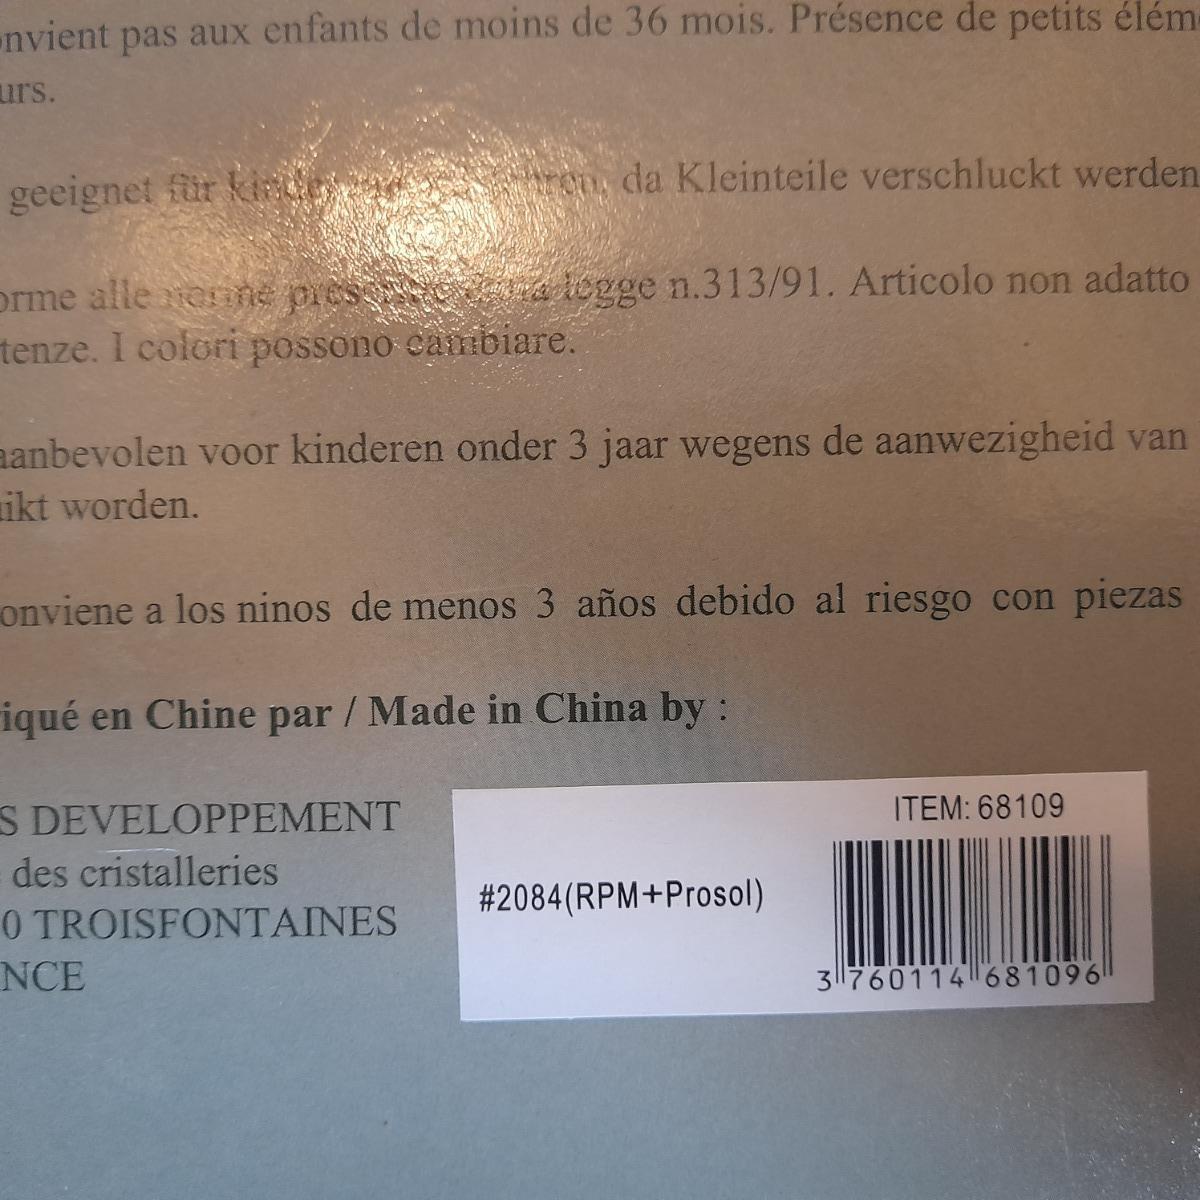 onvient pas aux enfants de moins de 36 mois. Présence de petits élém
urs.
geeignet für kinder da Kleinteile verschluckt werden
orme alle norme prescritte della legge n.313/91. Articolo non adatto
tenze. I colori possono cambiare.
aanbevolen voor kinderen onder 3 jaar wegens de aanwezigheid van
ikt worden.
onviene a los ninos de menos 3 años debido al riesgo con piezas
iqué en Chine par / Made in China by :
S DEVELOPPEMENT
des cristalleries
0 TROISFONTAINES
NCE
ITEM: 68109
#2084(RPM+Prosol)
3 760114 681096